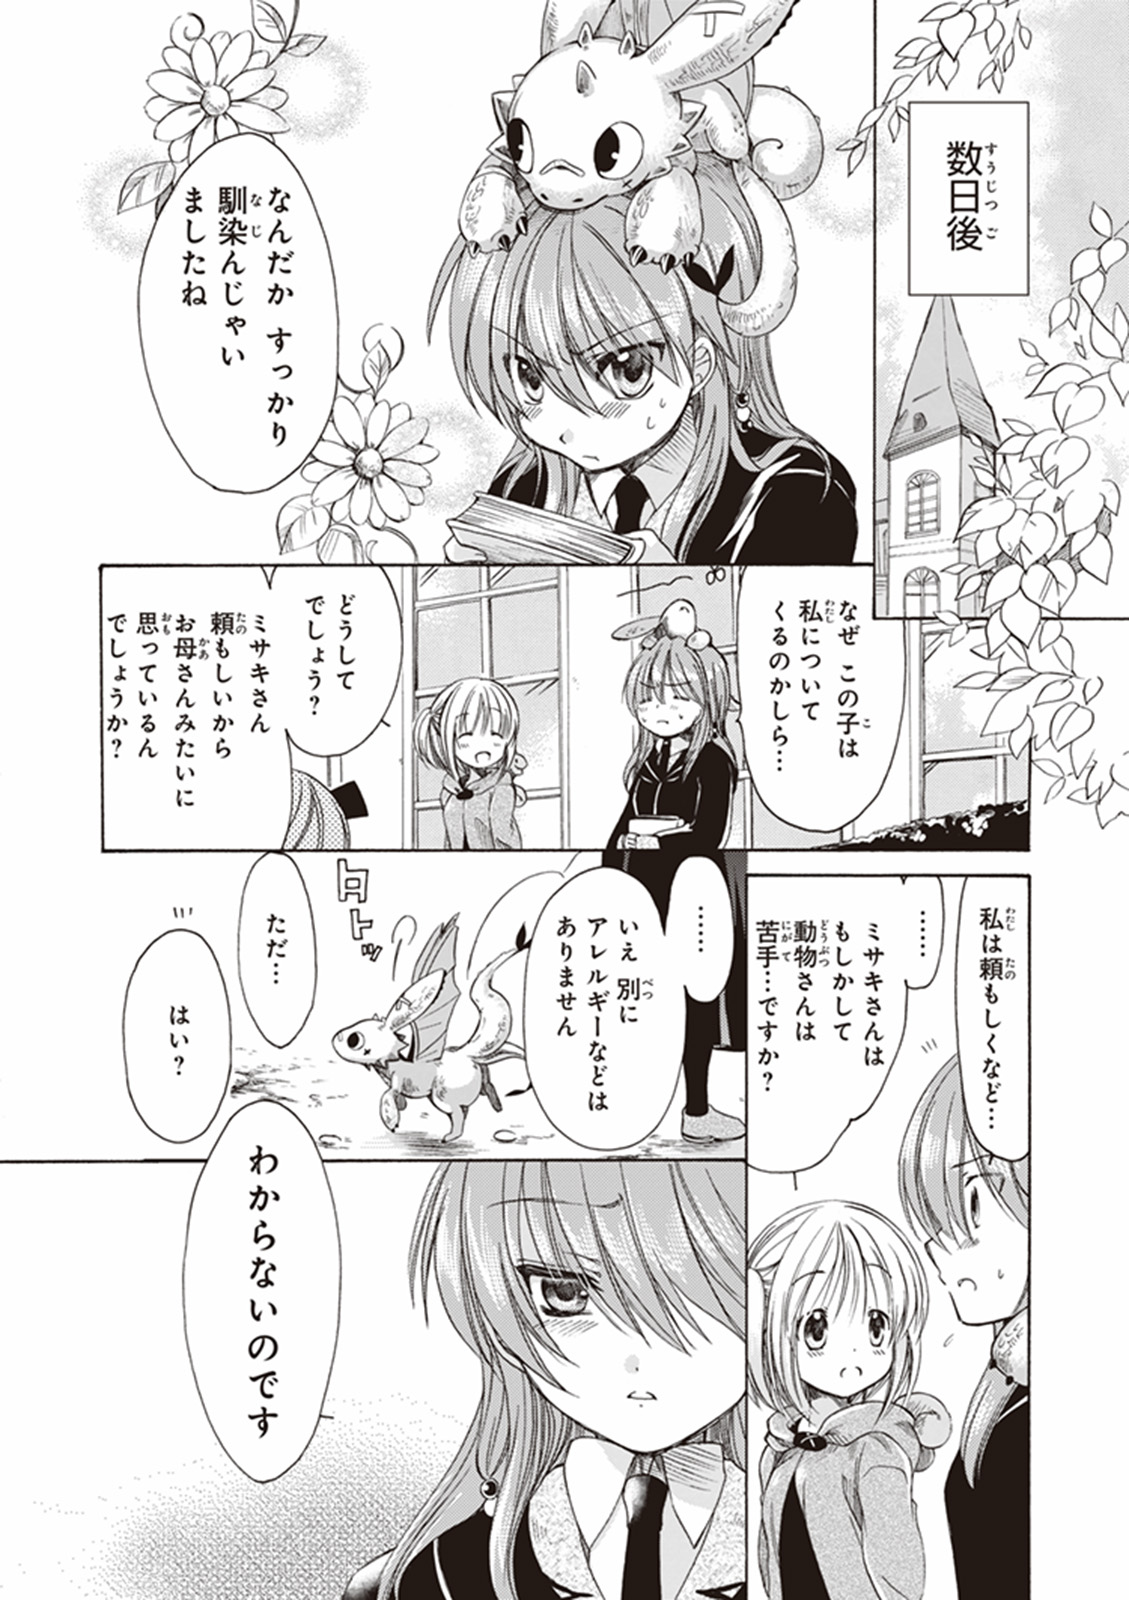 数日後
なんだか すっかり
馴染んじゃい
ましたね
なぜ この子は
私について
くるのかしら…
どうして
でしょう?
ミサキさん
頼もしいから
お母さんみたいに
思っているん
でしょうか?
私は頼もしくなど…
……
ミサキさんは
もしかして
動物さんは
苦手…ですか?
……
いえ 別に
アレルギーなどは
ありません
トロトロッ
ただ…
はい?
わからないのです